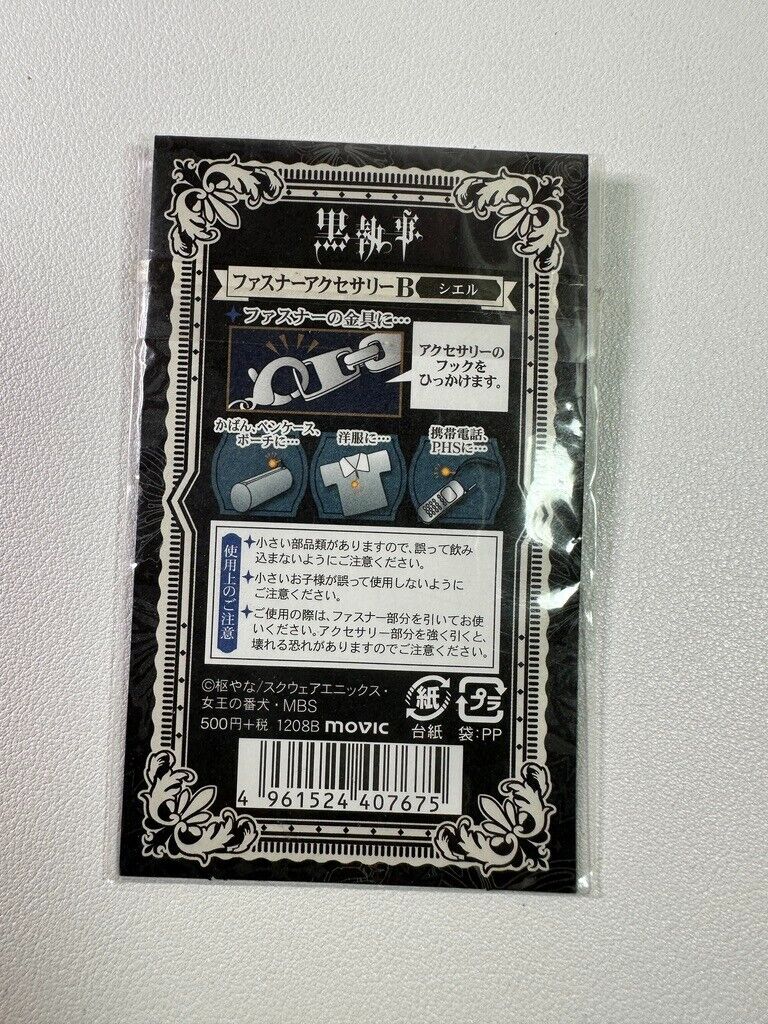 黒執事
ファスナーアクセサリーB シエル
ファスナーの金具に…
アクセサリーの
フックを
ひっかけます。
かばん、ペンケース、
ポーチに…
洋服に…
携帯電話、
PHSに…
使用上のご注意
小さい部品類がありますので、誤って飲み
込まないようにご注意ください。
小さいお子様が誤って使用しないように
ご注意ください。
ご使用の際は、ファスナー部分を引いてお使
いください。アクセサリー部分を強く引くと、
壊れる恐れがありますのでご注意ください。
©枢やな/スクウェアエニックス・
女王の番犬・MBS
500円+税 1208B movic
紙 プラ
台紙 袋:PP
4 961524 407675